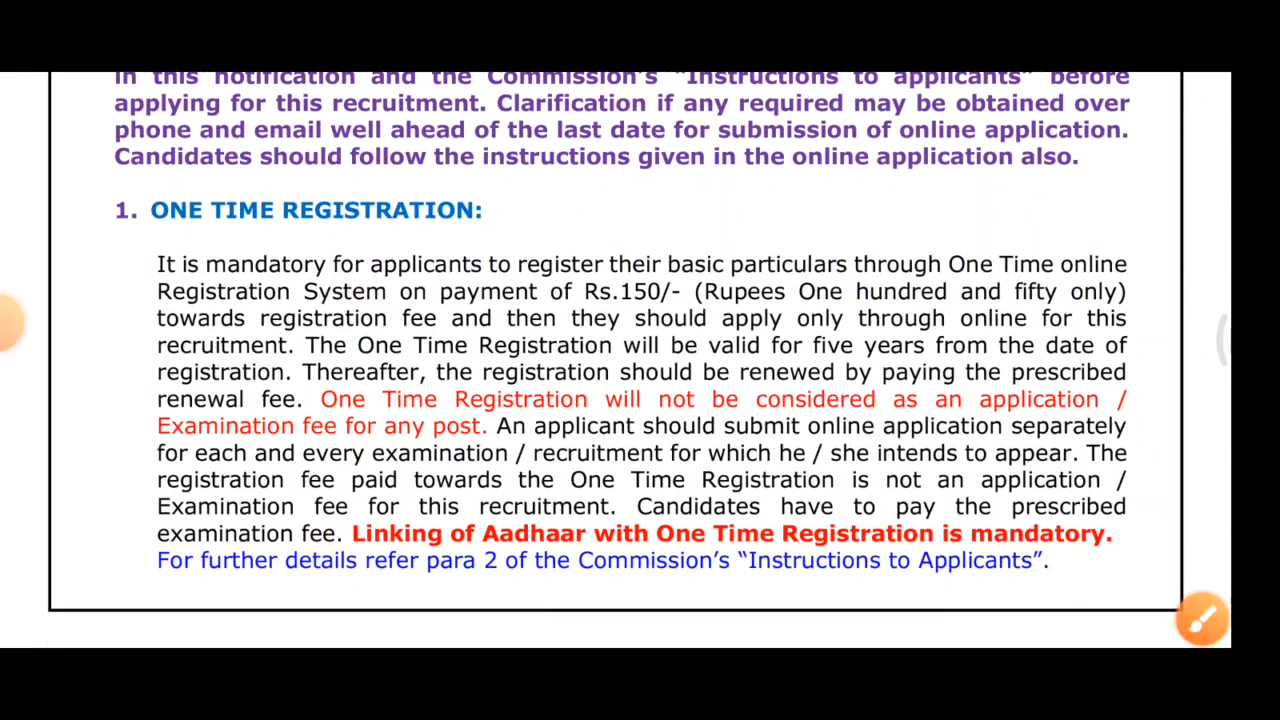 in this notification and the Commission's "Instructions to applicants" before
applying for this recruitment. Clarification if any required may be obtained over
phone and email well ahead of the last date for submission of online application.
Candidates should follow the instructions given in the online application also.
1. ONE TIME REGISTRATION:
It is mandatory for applicants to register their basic particulars through One Time online
Registration System on payment of Rs.150/- (Rupees One hundred and fifty only)
towards registration fee and then they should apply only through online for this
recruitment. The One Time Registration will be valid for five years from the date of
registration. Thereafter, the registration should be renewed by paying the prescribed
renewal fee. One Time Registration will not be considered as an application /
Examination fee for any post. An applicant should submit online application separately
for each and every examination / recruitment for which he / she intends to appear. The
registration fee paid towards the One Time Registration is not an application /
Examination fee for this recruitment. Candidates have to pay the prescribed
examination fee. Linking of Aadhaar with One Time Registration is mandatory.
For further details refer para 2 of the Commission's “Instructions to Applicants”.